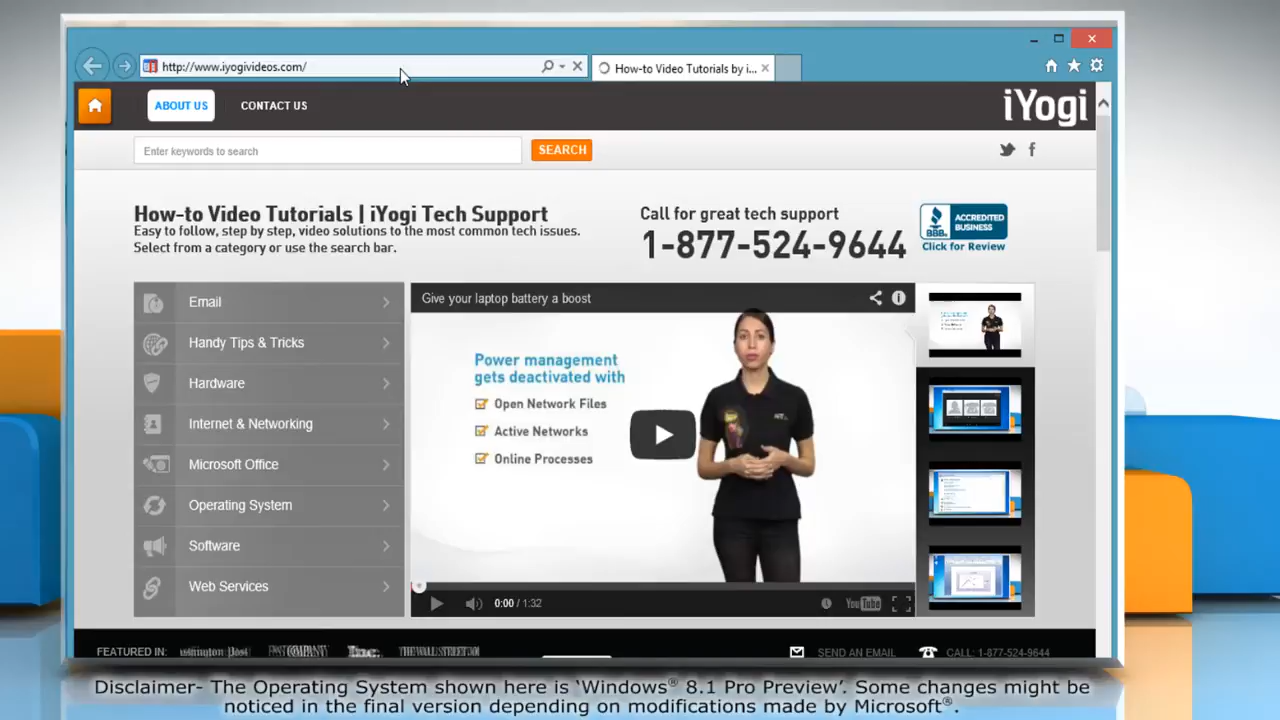 http://www.iyogivideos.com/
How-to Video Tutorials by i...
ABOUT US
CONTACT US
iYogi
Enter keywords to search
SEARCH
How-to Video Tutorials | iYogi Tech Support
Easy to follow, step by step, video solutions to the most common tech issues.
Select from a category or use the search bar.
Call for great tech support
1-877-524-9644
BBB.
ACCREDITED
BUSINESS
Click for Review
Email
Handy Tips & Tricks
Hardware
Internet & Networking
Microsoft Office
Operating System
Software
Web Services
Give your laptop battery a boost
Power management
gets deactivated with
Open Network Files
Active Networks
Online Processes
0:00 / 1:32
YouTube
FEATURED IN:
SEND AN EMAIL
CALL: 1-877-524-9644
Disclaimer- The Operating System shown here is ‘Windows® 8.1 Pro Preview’. Some changes might be
noticed in the final version depending on modifications made by Microsoft®.